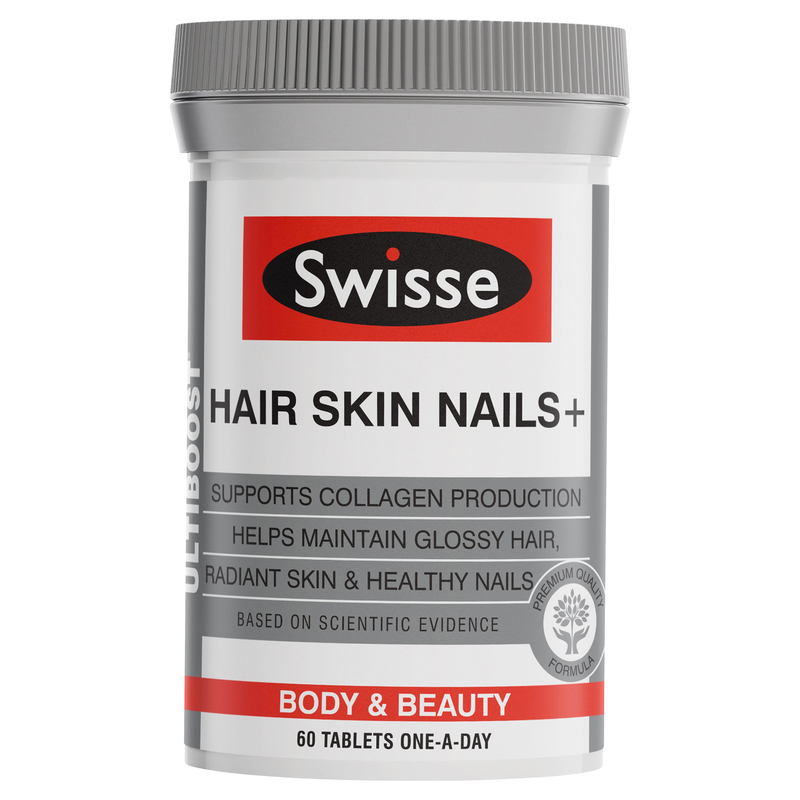 Swisse
ULTIBOOST
HAIR SKIN NAILS+
SUPPORTS COLLAGEN PRODUCTION
HELPS MAINTAIN GLOSSY HAIR,
RADIANT SKIN & HEALTHY NAILS
BASED ON SCIENTIFIC EVIDENCE
PREMIUM QUALITY
FORMULA
BODY & BEAUTY
60 TABLETS ONE-A-DAY